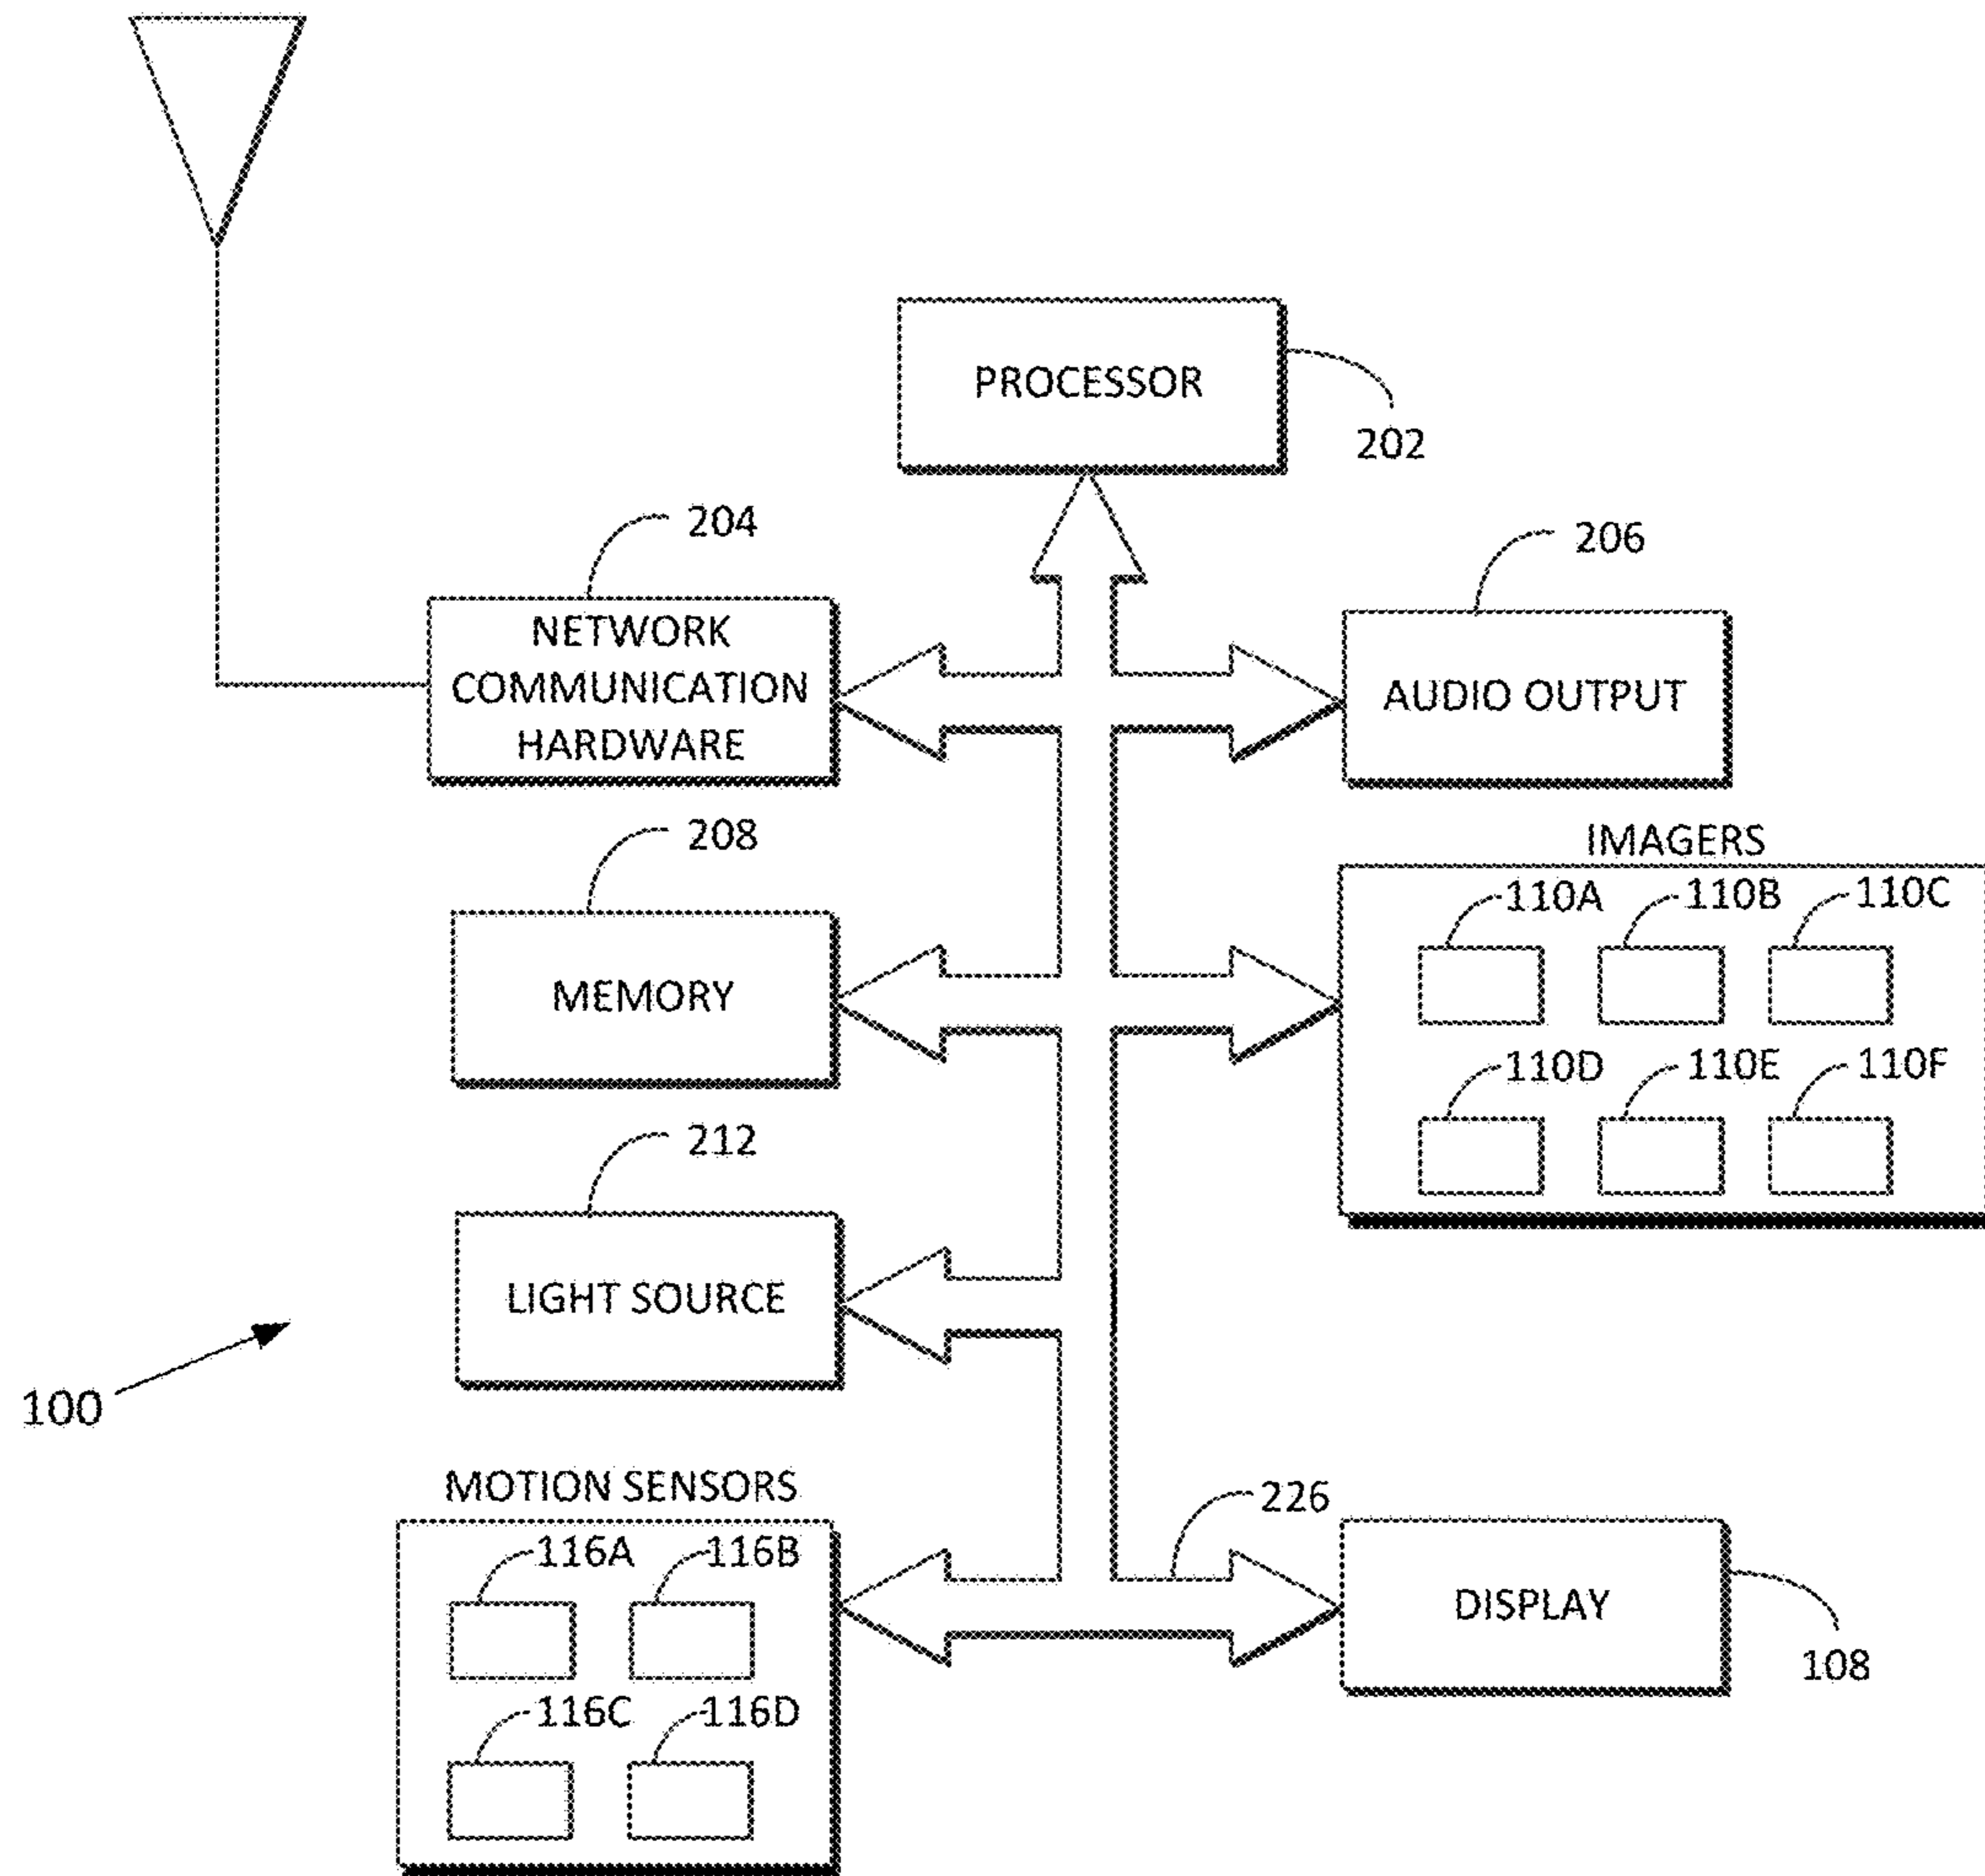 PROCESSOR
202
204
206
NETWORK
COMMUNICATION
HARDWARE
AUDIO OUTPUT
208
IMAGERS
110A 110B 110C
MEMORY
110D 110E 110F
212
LIGHT SOURCE
100
MOTION SENSORS
226
116A 116B
DISPLAY
108
116C 116D